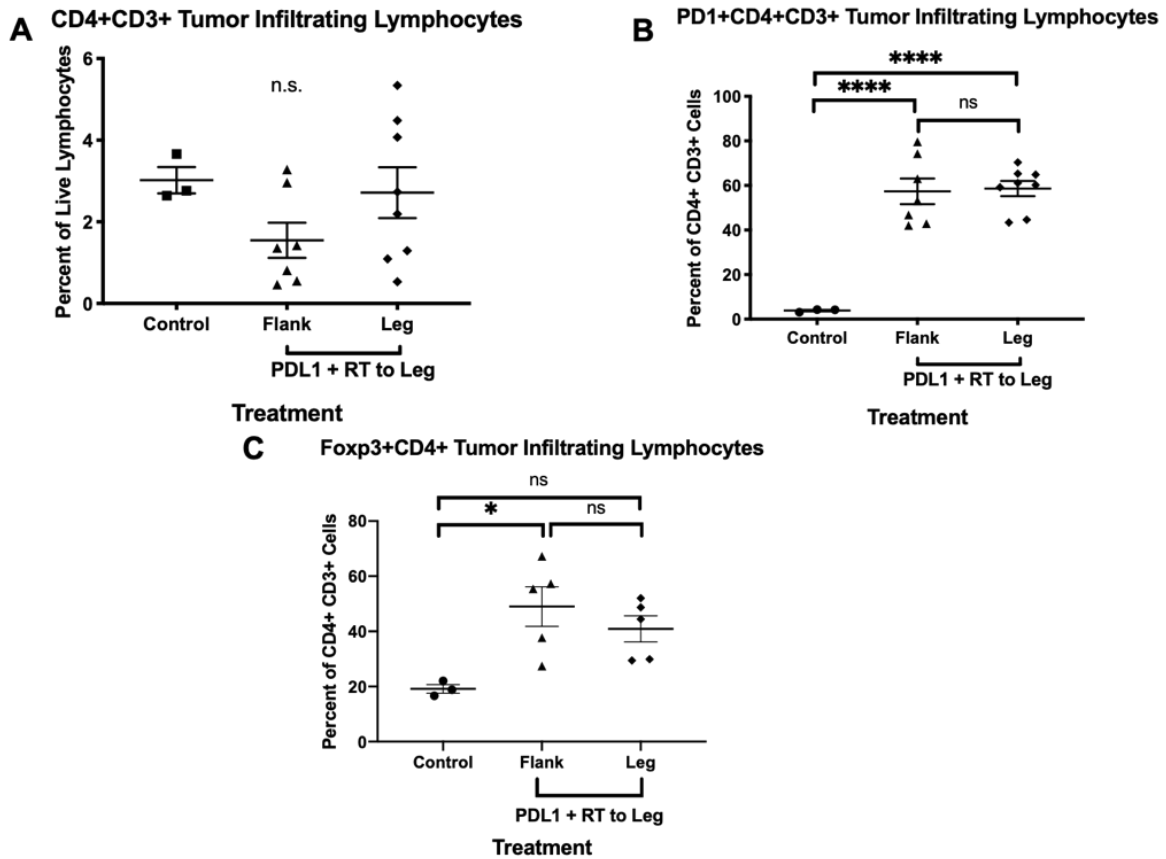 A
CD4+CD3+ Tumor Infiltrating Lymphocytes
Percent of Live Lymphocytes
6
4
2
0
n.s.
Control
Flank
Leg
PDL1 + RT to Leg
Treatment
B
PD1+CD4+CD3+ Tumor Infiltrating Lymphocytes
Percent of CD4+ CD3+ Cells
100
80
60
40
20
0
****
****
ns
Control
Flank
Leg
PDL1 + RT to Leg
Treatment
C
Foxp3+CD4+ Tumor Infiltrating Lymphocytes
Percent of CD4+ CD3+ Cells
80
60
40
20
0
ns
*
ns
Control
Flank
Leg
PDL1 + RT to Leg
Treatment